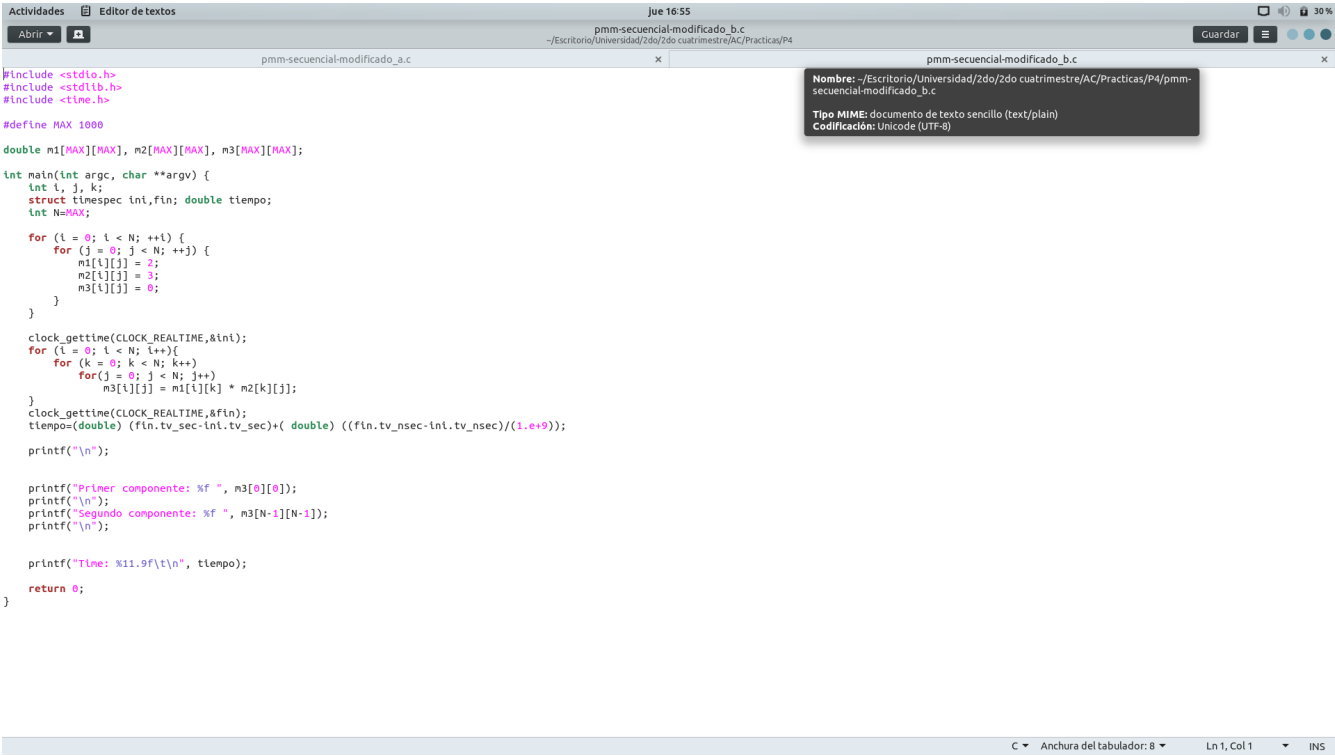 Actividades Editor de textos jue 16:55 30 %
Abrir pmm-secuencial-modificado_b.c Guardar
~/Escritorio/Universidad/2do/2do cuatrimestre/AC/Practicas/P4
pmm-secuencial-modificado_a.c × pmm-secuencial-modificado_b.c ×
Nombre: ~/Escritorio/Universidad/2do/2do cuatrimestre/AC/Practicas/P4/pmm-
secuencial-modificado_b.c
Tipo MIME: documento de texto sencillo (text/plain)
Codificación: Unicode (UTF-8)
#include <stdio.h>
#include <stdlib.h>
#include <time.h>
#define MAX 1000
double m1[MAX][MAX], m2[MAX][MAX], m3[MAX][MAX];
int main(int argc, char **argv) {
    int i, j, k;
    struct timespec ini,fin; double tiempo;
    int N=MAX;
    for (i = 0; i < N; ++i) {
        for (j = 0; j < N; ++j) {
            m1[i][j] = 2;
            m2[i][j] = 3;
            m3[i][j] = 0;
        }
    }
    clock_gettime(CLOCK_REALTIME,&ini);
    for (i = 0; i < N; i++){
        for (k = 0; k < N; k++)
            for(j = 0; j < N; j++)
                m3[i][j] = m1[i][k] * m2[k][j];
    }
    clock_gettime(CLOCK_REALTIME,&fin);
    tiempo=(double) (fin.tv_sec-ini.tv_sec)+( double) ((fin.tv_nsec-ini.tv_nsec)/(1.e+9));
    printf("\n");
    printf("Primer componente: %f ", m3[0][0]);
    printf("\n");
    printf("Segundo componente: %f ", m3[N-1][N-1]);
    printf("\n");
    printf("Time: %11.9f\t\n", tiempo);
    return 0;
}
C Anchura del tabulador: 8 Ln 1, Col 1 INS